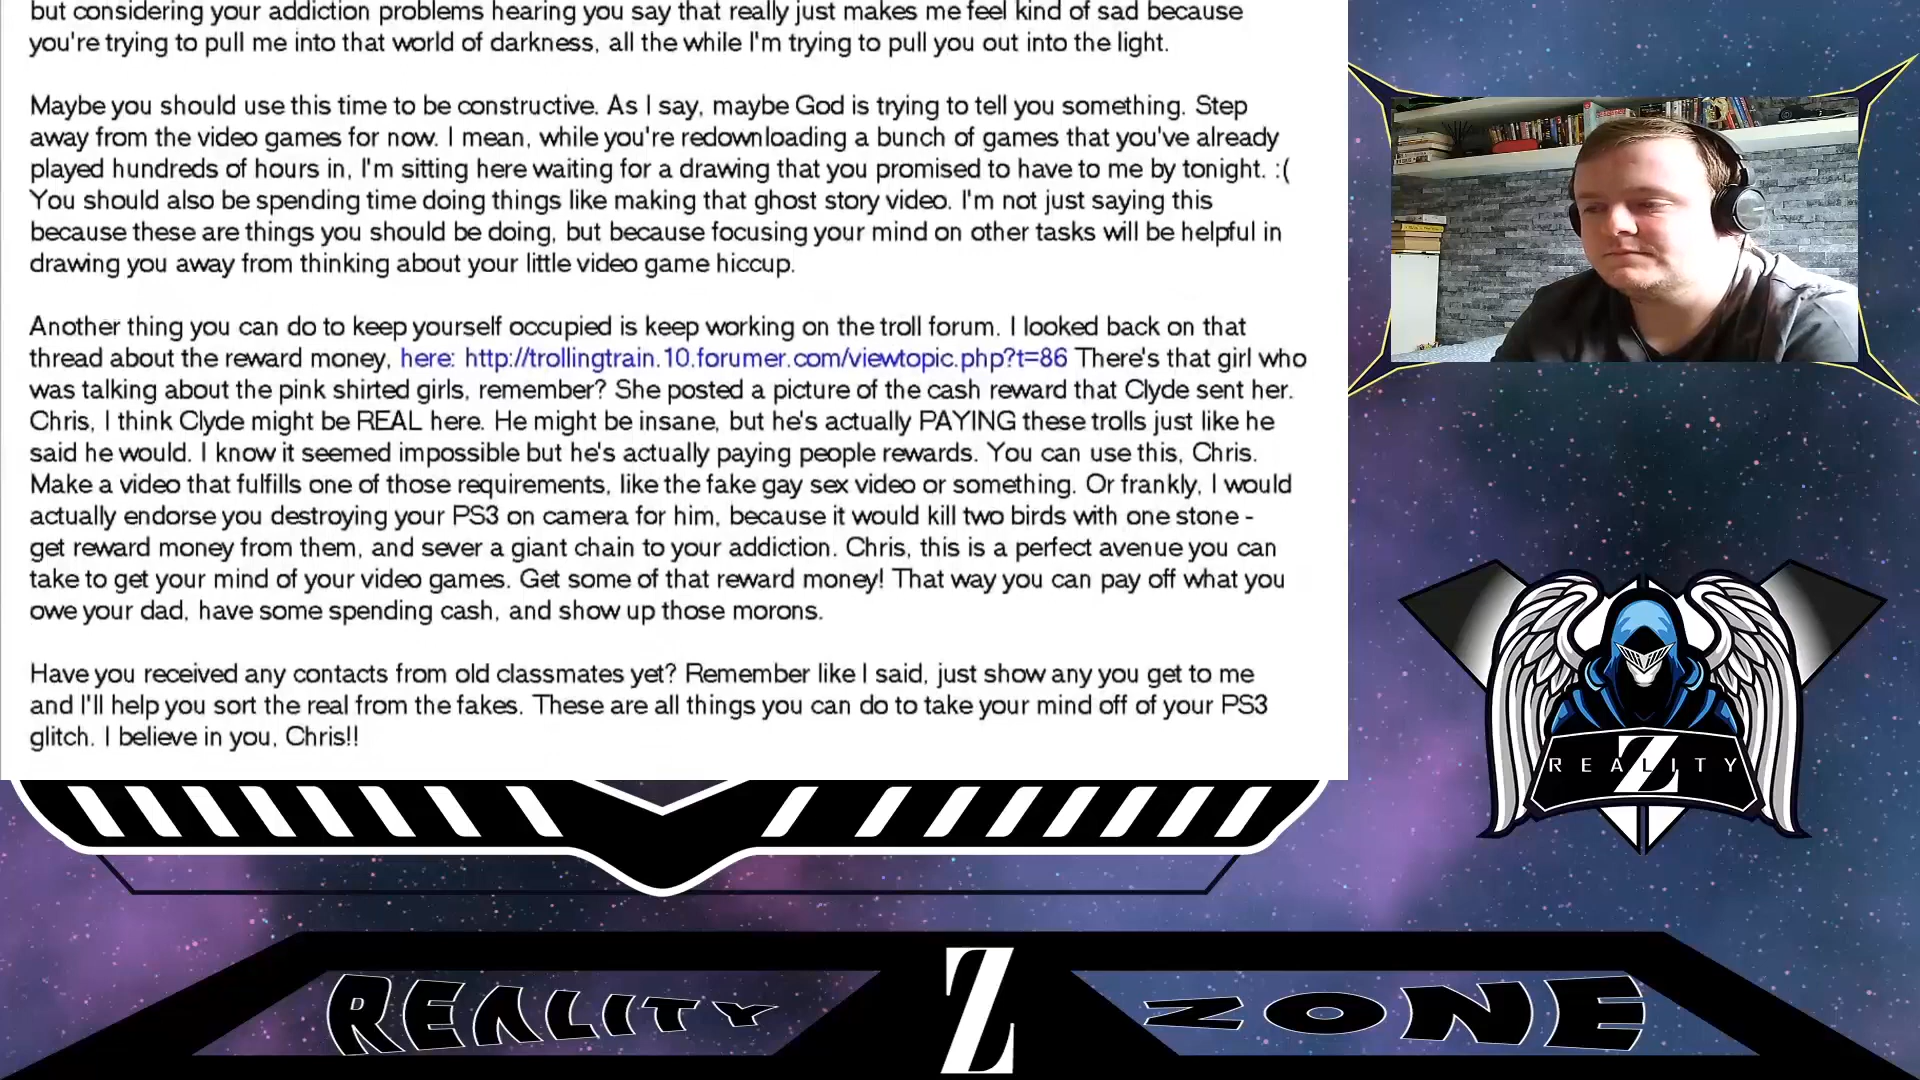 but considering your addiction problems hearing you say that really just makes me feel kind of sad because
you're trying to pull me into that world of darkness, all the while I'm trying to pull you out into the light.
Maybe you should use this time to be constructive. As I say, maybe God is trying to tell you something. Step
away from the video games for now. I mean, while you're redownloading a bunch of games that you've already
played hundreds of hours in, I'm sitting here waiting for a drawing that you promised to have to me by tonight. :(
You should also be spending time doing things like making that ghost story video. I'm not just saying this
because these are things you should be doing, but because focusing your mind on other tasks will be helpful in
drawing you away from thinking about your little video game hiccup.
Another thing you can do to keep yourself occupied is keep working on the troll forum. I looked back on that
thread about the reward money, here: http://trollingtrain.10.forumer.com/viewtopic.php?t=86 There's that girl who
was talking about the pink shirted girls, remember? She posted a picture of the cash reward that Clyde sent her.
Chris, I think Clyde might be REAL here. He might be insane, but he's actually PAYING these trolls just like he
said he would. I know it seemed impossible but he's actually paying people rewards. You can use this, Chris.
Make a video that fulfills one of those requirements, like the fake gay sex video or something. Or frankly, I would
actually endorse you destroying your PS3 on camera for him, because it would kill two birds with one stone -
get reward money from them, and sever a giant chain to your addiction. Chris, this is a perfect avenue you can
take to get your mind of your video games. Get some of that reward money! That way you can pay off what you
owe your dad, have some spending cash, and show up those morons.
Have you received any contacts from old classmates yet? Remember like I said, just show any you get to me
and I'll help you sort the real from the fakes. These are all things you can do to take your mind off of your PS3
glitch. I believe in you, Chris!!
Z
REALITY
REALITY Z ZONE